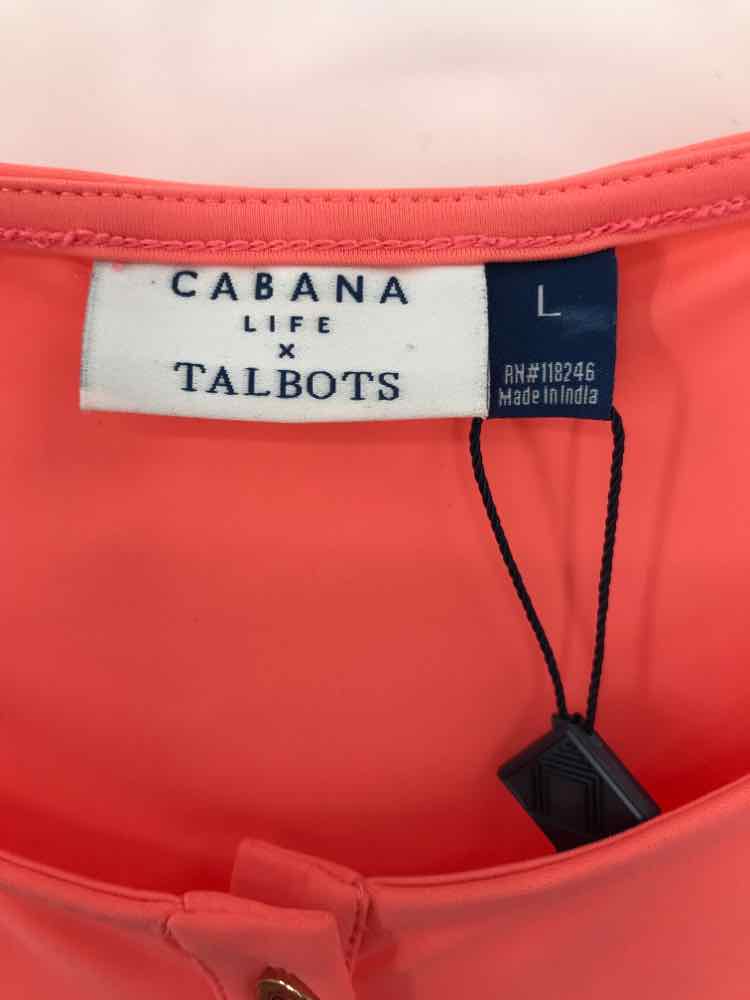 CABANA
LIFE
×
TALBOTS
L
RN#118246
Made in India